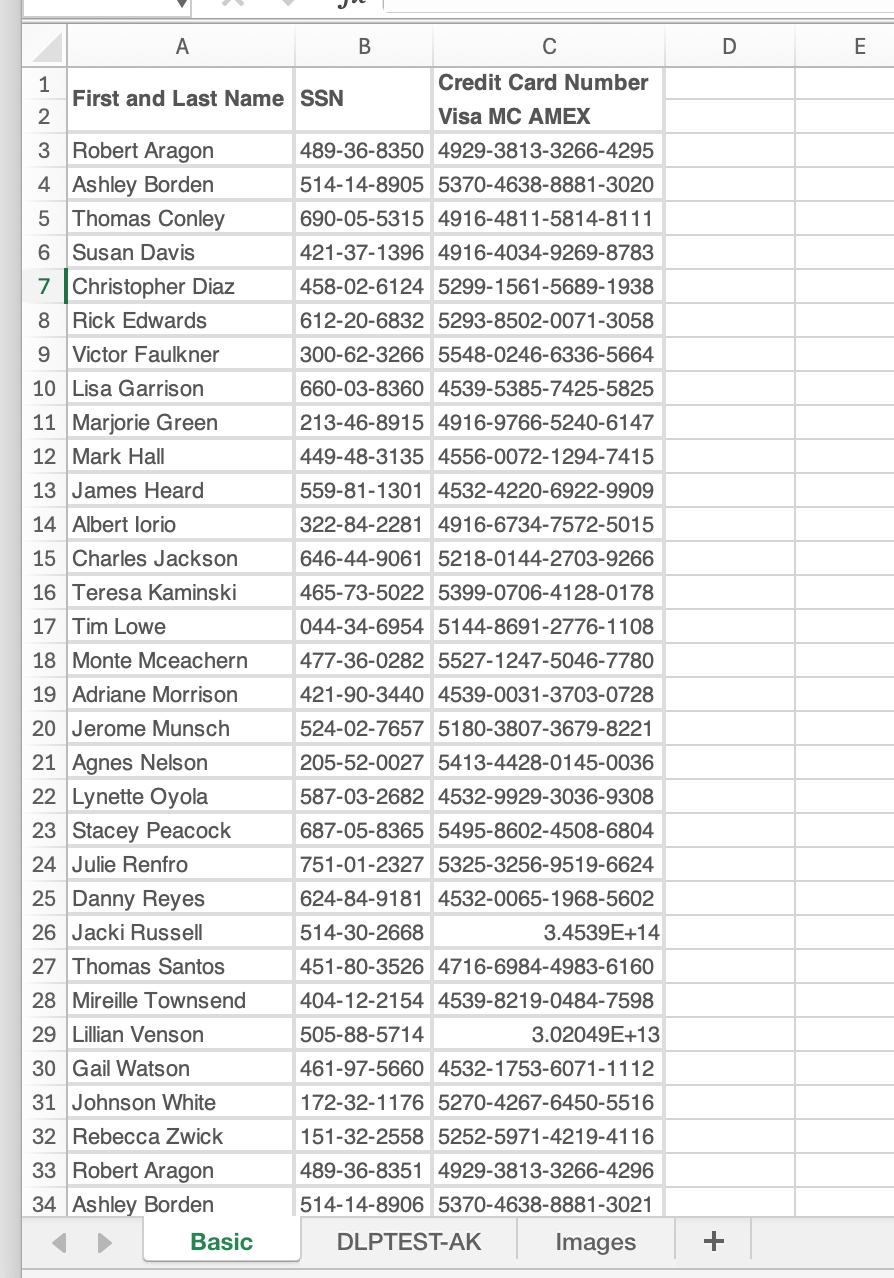 A B C D E
1 First and Last Name SSN Credit Card Number
2 Visa MC AMEX
3 Robert Aragon 489-36-8350 4929-3813-3266-4295
4 Ashley Borden 514-14-8905 5370-4638-8881-3020
5 Thomas Conley 690-05-5315 4916-4811-5814-8111
6 Susan Davis 421-37-1396 4916-4034-9269-8783
7 Christopher Diaz 458-02-6124 5299-1561-5689-1938
8 Rick Edwards 612-20-6832 5293-8502-0071-3058
9 Victor Faulkner 300-62-3266 5548-0246-6336-5664
10 Lisa Garrison 660-03-8360 4539-5385-7425-5825
11 Marjorie Green 213-46-8915 4916-9766-5240-6147
12 Mark Hall 449-48-3135 4556-0072-1294-7415
13 James Heard 559-81-1301 4532-4220-6922-9909
14 Albert Iorio 322-84-2281 4916-6734-7572-5015
15 Charles Jackson 646-44-9061 5218-0144-2703-9266
16 Teresa Kaminski 465-73-5022 5399-0706-4128-0178
17 Tim Lowe 044-34-6954 5144-8691-2776-1108
18 Monte Mceachern 477-36-0282 5527-1247-5046-7780
19 Adriane Morrison 421-90-3440 4539-0031-3703-0728
20 Jerome Munsch 524-02-7657 5180-3807-3679-8221
21 Agnes Nelson 205-52-0027 5413-4428-0145-0036
22 Lynette Oyola 587-03-2682 4532-9929-3036-9308
23 Stacey Peacock 687-05-8365 5495-8602-4508-6804
24 Julie Renfro 751-01-2327 5325-3256-9519-6624
25 Danny Reyes 624-84-9181 4532-0065-1968-5602
26 Jacki Russell 514-30-2668 3.4539E+14
27 Thomas Santos 451-80-3526 4716-6984-4983-6160
28 Mireille Townsend 404-12-2154 4539-8219-0484-7598
29 Lillian Venson 505-88-5714 3.02049E+13
30 Gail Watson 461-97-5660 4532-1753-6071-1112
31 Johnson White 172-32-1176 5270-4267-6450-5516
32 Rebecca Zwick 151-32-2558 5252-5971-4219-4116
33 Robert Aragon 489-36-8351 4929-3813-3266-4296
34 Ashley Borden 514-14-8906 5370-4638-8881-3021
Basic DLPTEST-AK Images +